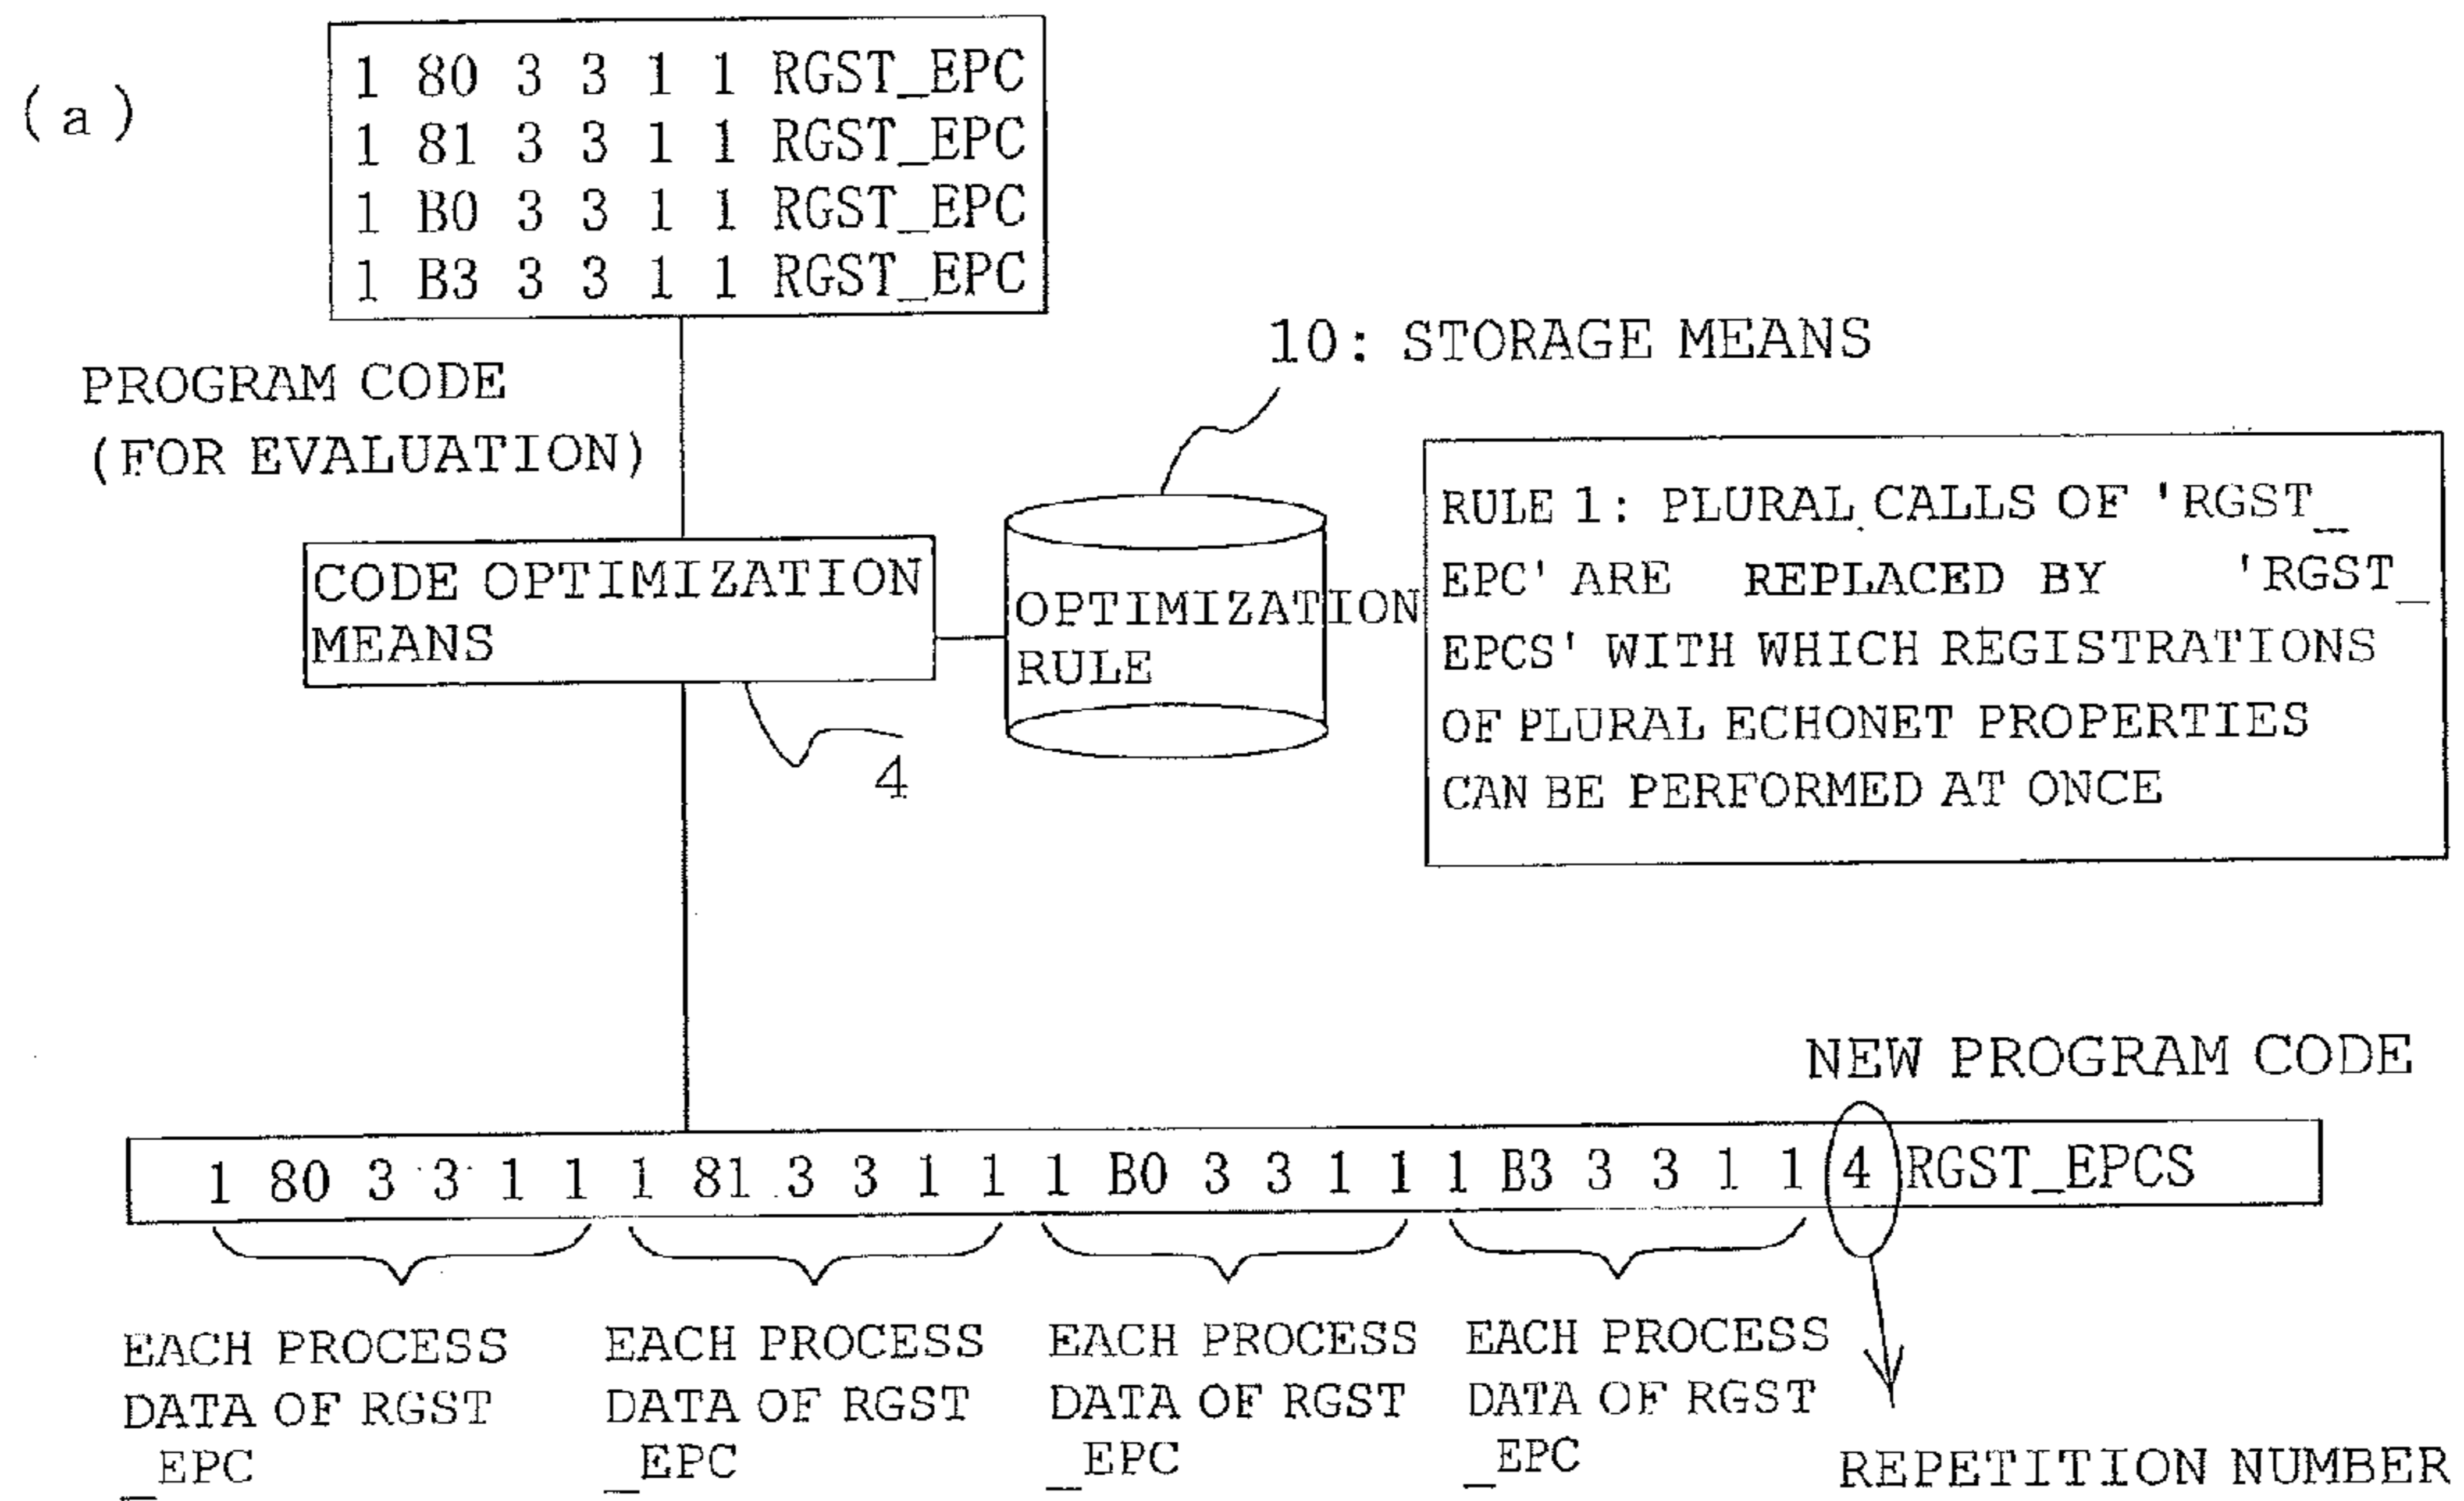 (a)
1 80 3 3 1 1 RGST_EPC
1 81 3 3 1 1 RGST_EPC
1 B0 3 3 1 1 RGST_EPC
1 B3 3 3 1 1 RGST_EPC
PROGRAM CODE
(FOR EVALUATION)
10: STORAGE MEANS
CODE OPTIMIZATION
MEANS
4
OPTIMIZATION
RULE
RULE 1: PLURAL CALLS OF 'RGST_
EPC' ARE REPLACED BY 'RGST_
EPCS' WITH WHICH REGISTRATIONS
OF PLURAL ECHONET PROPERTIES
CAN BE PERFORMED AT ONCE
NEW PROGRAM CODE
1 80 3 3 1 1 1 81 3 3 1 1 1 B0 3 3 1 1 1 B3 3 3 1 1 4 RGST_EPCS
EACH PROCESS
DATA OF RGST
_EPC
EACH PROCESS
DATA OF RGST
_EPC
EACH PROCESS
DATA OF RGST
_EPC
EACH PROCESS
DATA OF RGST
_EPC
REPETITION NUMBER